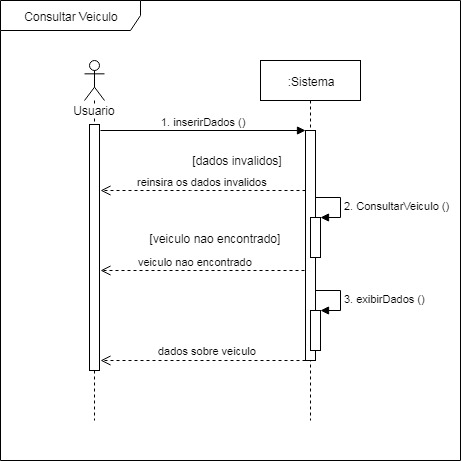 Consultar Veiculo
:Sistema
Usuario
1. inserirDados ()
[dados invalidos]
reinsira os dados invalidos
2. ConsultarVeiculo ()
[veiculo nao encontrado]
veiculo nao encontrado
3. exibirDados ()
dados sobre veiculo